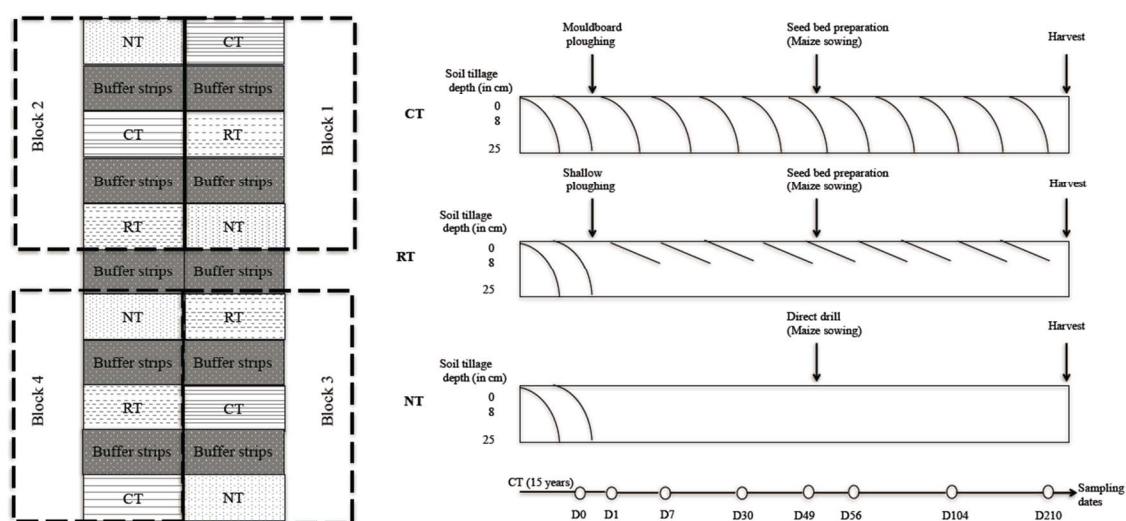 NT
CT
Buffer strips
Buffer strips
CT
RT
Buffer strips
Buffer strips
RT
NT
Block 2
Block 1
Buffer strips
Buffer strips
NT
RT
Buffer strips
Buffer strips
RT
CT
Buffer strips
Buffer strips
CT
NT
Block 4
Block 3
Mouldboard
ploughing
Seed bed preparation
(Maize sowing)
Harvest
Soil tillage
depth (in cm)
CT
0
8
25
Shallow
ploughing
Seed bed preparation
(Maize sowing)
Harvest
Soil tillage
depth (in cm)
RT
0
8
25
Direct drill
(Maize sowing)
Harvest
Soil tillage
depth (in cm)
NT
0
8
25
CT (15 years)
Sampling
dates
D0
D1
D7
D30
D49
D56
D104
D210